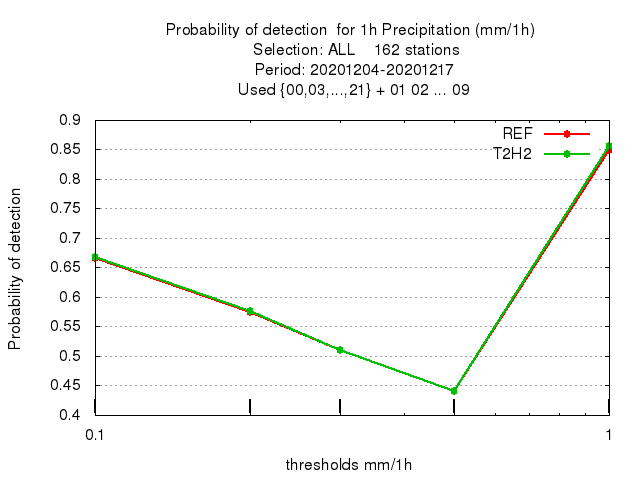 Probability of detection  for 1h Precipitation (mm/1h)
Selection: ALL    162 stations
Period: 20201204-20201217
Used {00,03,...,21} + 01 02 ... 09
REF
T2H2
0.9
0.85
0.8
0.75
0.7
0.65
0.6
0.55
0.5
0.45
0.4
Probability of detection
0.1
1
thresholds mm/1h